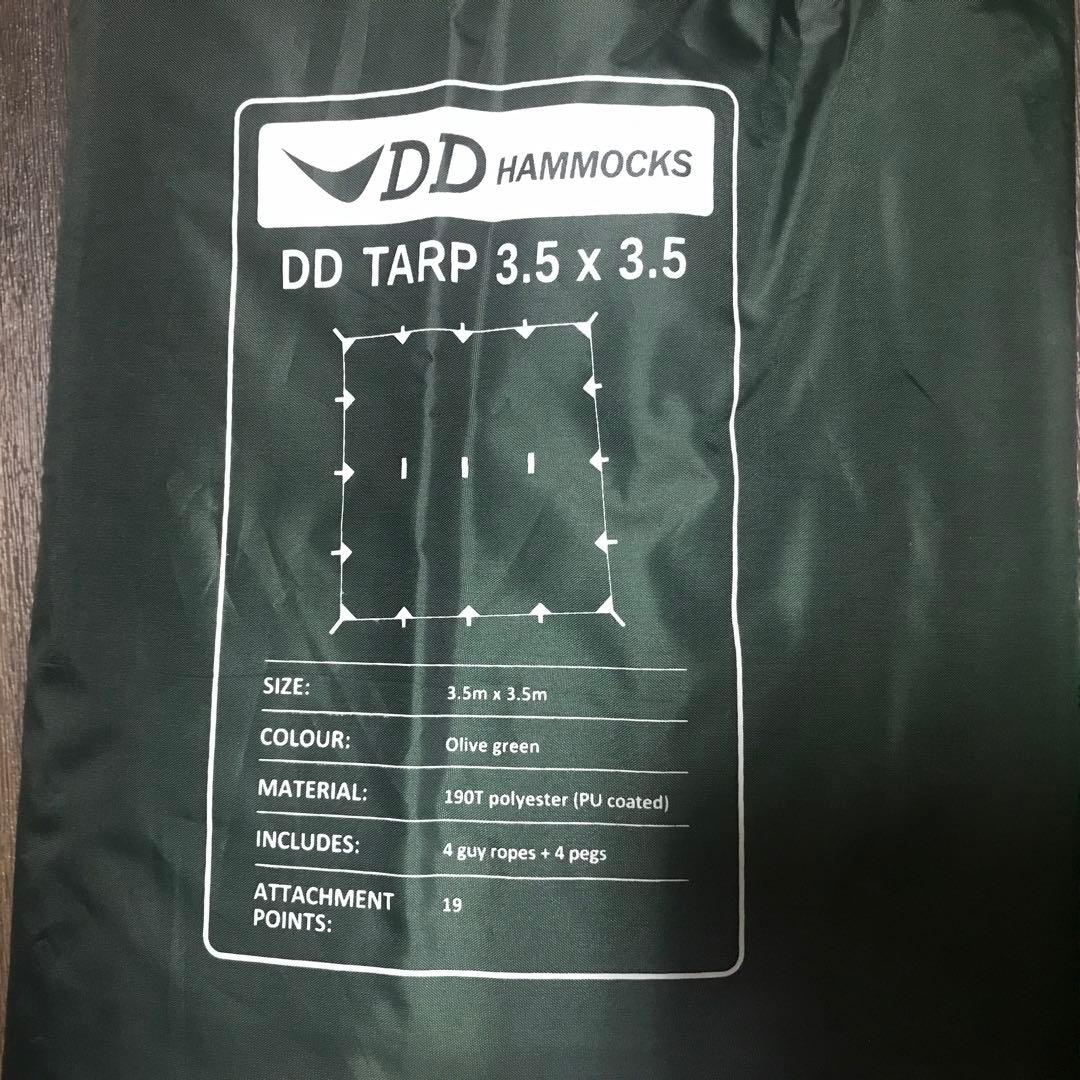 DD HAMMOCKS
DD TARP 3.5 x 3.5
SIZE: 3.5m x 3.5m
COLOUR: Olive green
MATERIAL: 190T polyester (PU coated)
INCLUDES: 4 guy ropes + 4 pegs
ATTACHMENT POINTS: 19